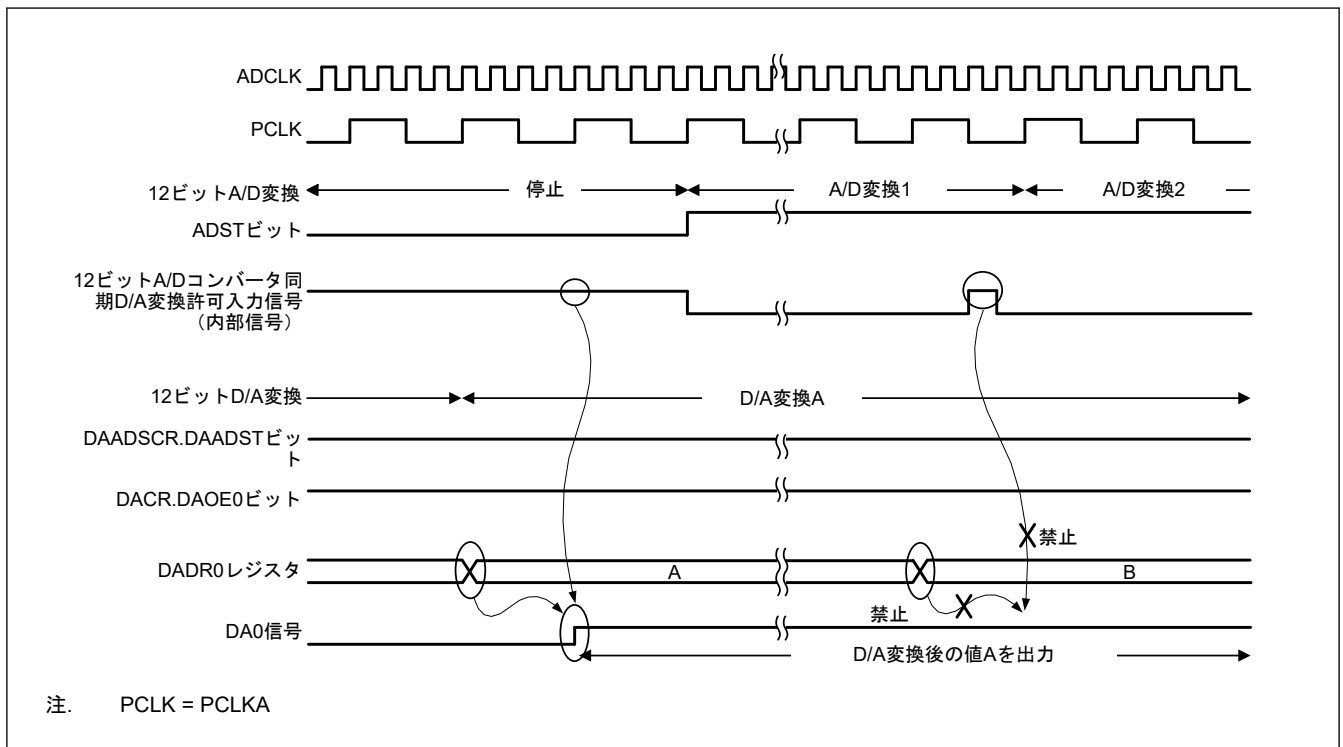 ADCLK
PCLK
12ビットA/D変換
停止
A/D変換1
A/D変換2
ADSTビット
12ビットA/Dコンバータ同
期D/A変換許可入力信号
（内部信号）
12ビットD/A変換
D/A変換A
DAADSCR.DAADSTビッ
ト
DACR.DAOE0ビット
禁止
DADR0レジスタ
A
B
禁止
DA0信号
D/A変換後の値Aを出力
注. PCLK = PCLKA